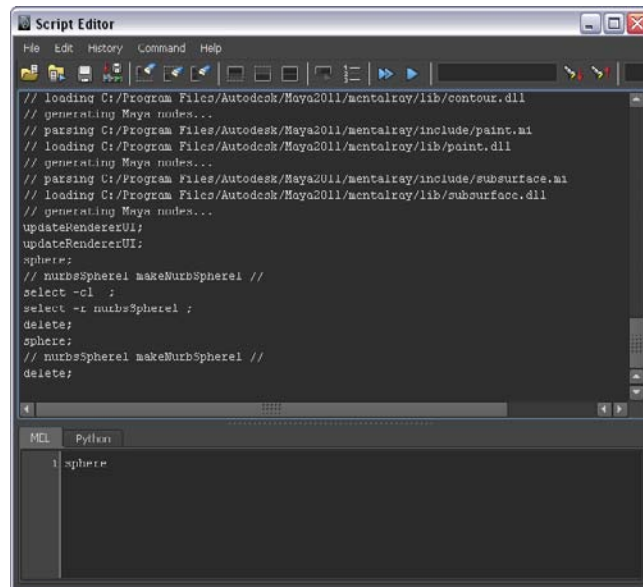 Script Editor
File Edit History Command Help
// loading C:/Program Files/Autodesk/Maya2011/mentalray/lib/contour.dll
// generating Maya nodes...
// parsing C:/Program Files/Autodesk/Maya2011/mentalray/include/paint.mi
// loading C:/Program Files/Autodesk/Maya2011/mentalray/lib/paint.dll
// generating Maya nodes...
// parsing C:/Program Files/Autodesk/Maya2011/mentalray/include/subsurface.mi
// loading C:/Program Files/Autodesk/Maya2011/mentalray/lib/subsurface.dll
// generating Maya nodes...
updateRendererUI;
updateRendererUI;
sphere;
// nurbsSphere1 makeNurbSphere1 //
select -cl ;
select -r nurbsSphere1 ;
delete;
sphere;
// nurbsSphere1 makeNurbSphere1 //
delete;
MEL Python
1 sphere